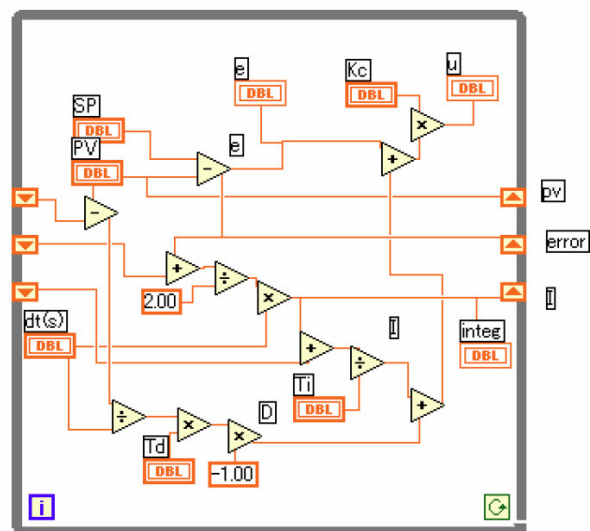 e
Kc
u
DBL
DBL
DBL
SP
DBL
e
×
PV
DBL
−
+
−
pv
error
+
÷
2.00
×
I
dt(s)
DBL
I
integ
DBL
+
÷
Ti
DBL
+
D
÷
×
×
Td
DBL
-1.00
i